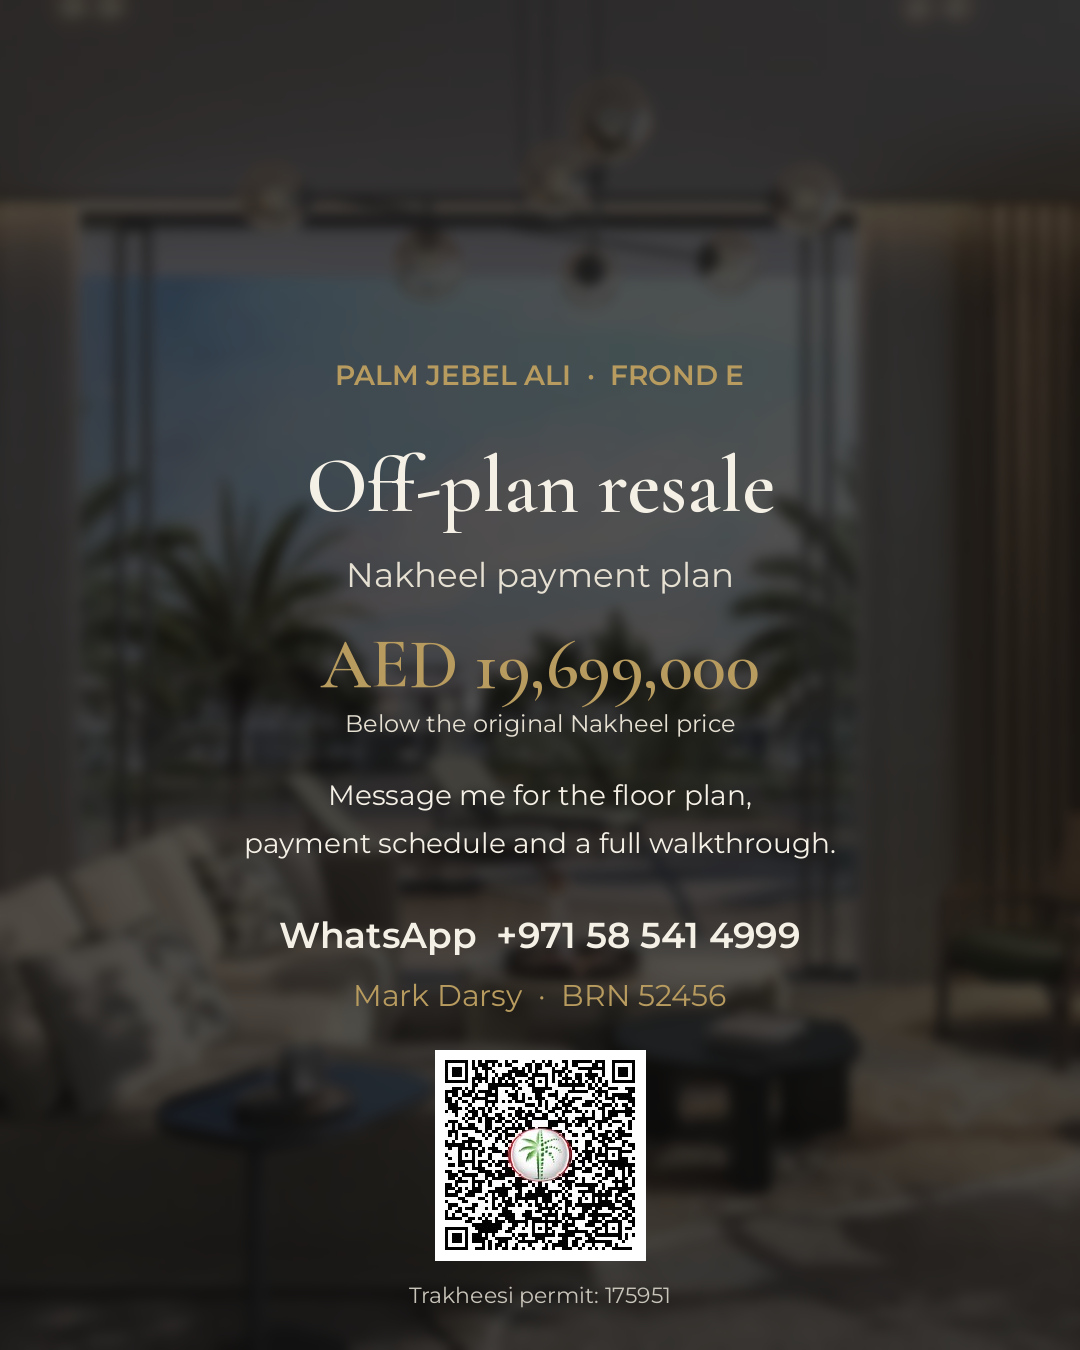 PALM JEBEL ALI · FROND E
Off-plan resale
Nakheel payment plan
AED 19,699,000
Below the original Nakheel price
Message me for the floor plan,
payment schedule and a full walkthrough.
WhatsApp +971 58 541 4999
Mark Darsy · BRN 52456
Trakheesi permit: 175951